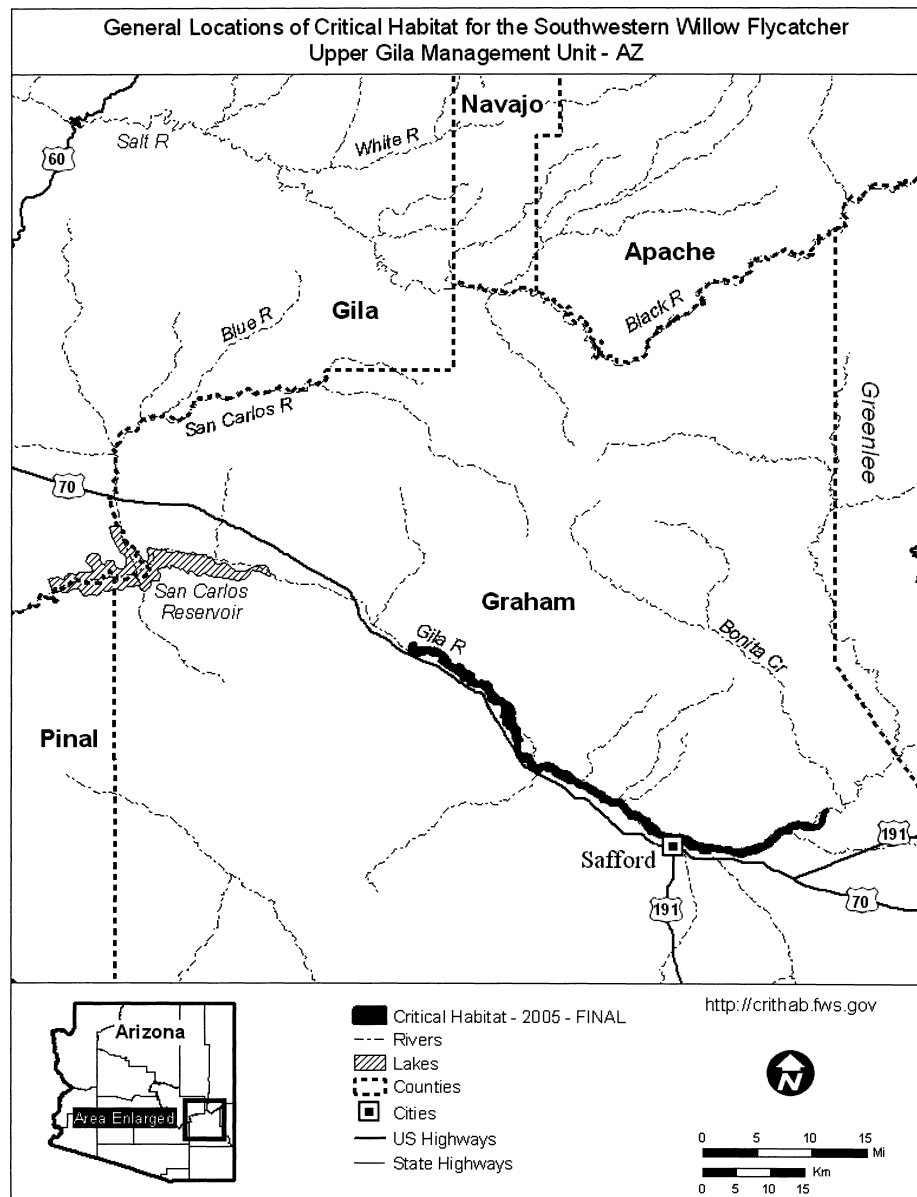 General Locations of Critical Habitat for the Southwestern Willow Flycatcher
Upper Gila Management Unit - AZ
Navajo
Salt R
White R
60
Apache
Gila
Blue R
Black R
San Carlos R
Greenlee
70
San Carlos
Reservoir
Graham
Gila R
Bonita Cr
Pinal
Safford
191
191
70
Arizona
Area Enlarged
Critical Habitat - 2005 - FINAL
Rivers
Lakes
Counties
Cities
US Highways
State Highways
http://crithab.fws.gov
N
0 5 10 15
Mi
Km
0 5 10 15